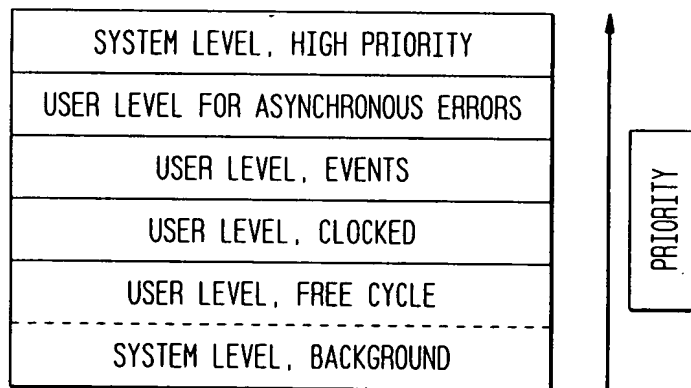 SYSTEM LEVEL, HIGH PRIORITY
USER LEVEL FOR ASYNCHRONOUS ERRORS
USER LEVEL, EVENTS
USER LEVEL, CLOCKED
USER LEVEL, FREE CYCLE
SYSTEM LEVEL, BACKGROUND
PRIORITY